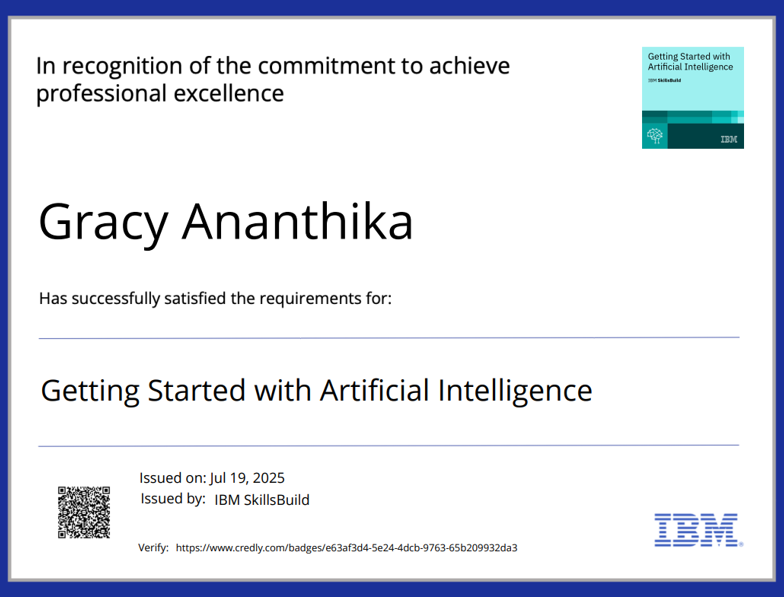 In recognition of the commitment to achieve
professional excellence
Getting Started with
Artificial Intelligence
IBM SkillsBuild
IBM
Gracy Ananthika
Has successfully satisfied the requirements for:
Getting Started with Artificial Intelligence
Issued on: Jul 19, 2025
Issued by: IBM SkillsBuild
Verify: https://www.credly.com/badges/e63af3d4-5e24-4dcb-9763-65b209932da3
IBM